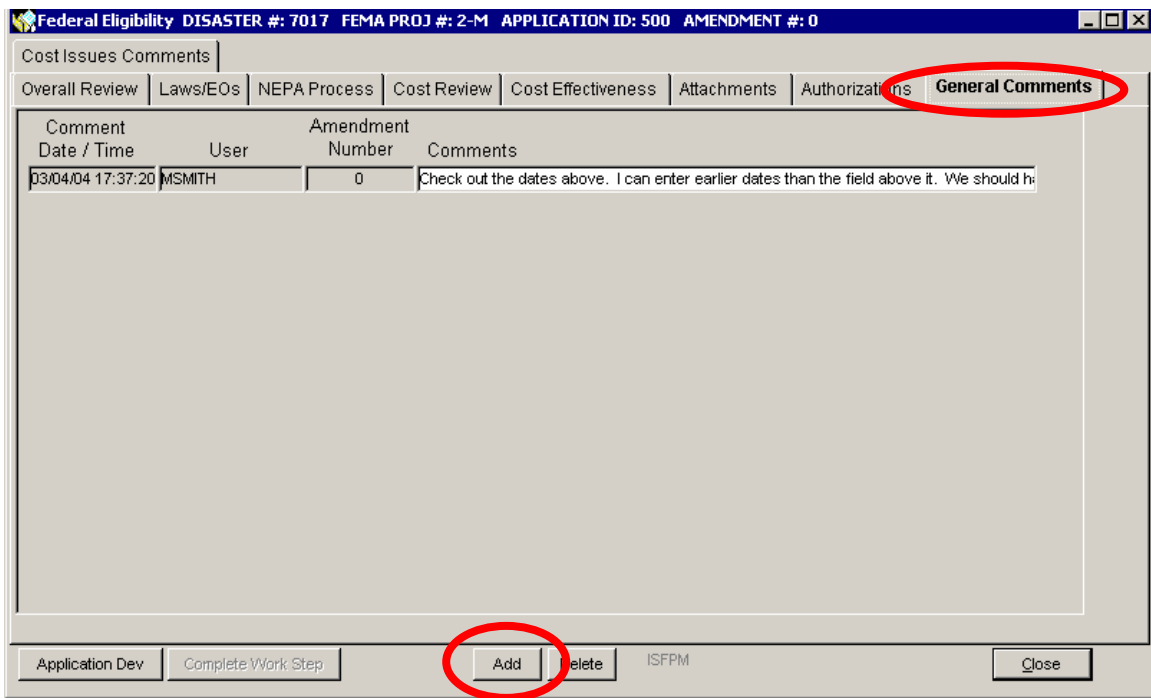 Federal Eligibility DISASTER #: 7017 FEMA PROJ #: 2-M APPLICATION ID: 500 AMENDMENT #: 0
Cost Issues Comments
Overall Review Laws/EOs NEPA Process Cost Review Cost Effectiveness Attachments Authorizations General Comments
Comment Amendment
Date / Time User Number Comments
03/04/04 17:37:20 MSMITH 0 Check out the dates above. I can enter earlier dates than the field above it. We should ha
Application Dev Complete Work Step Add Delete ISFPM Close